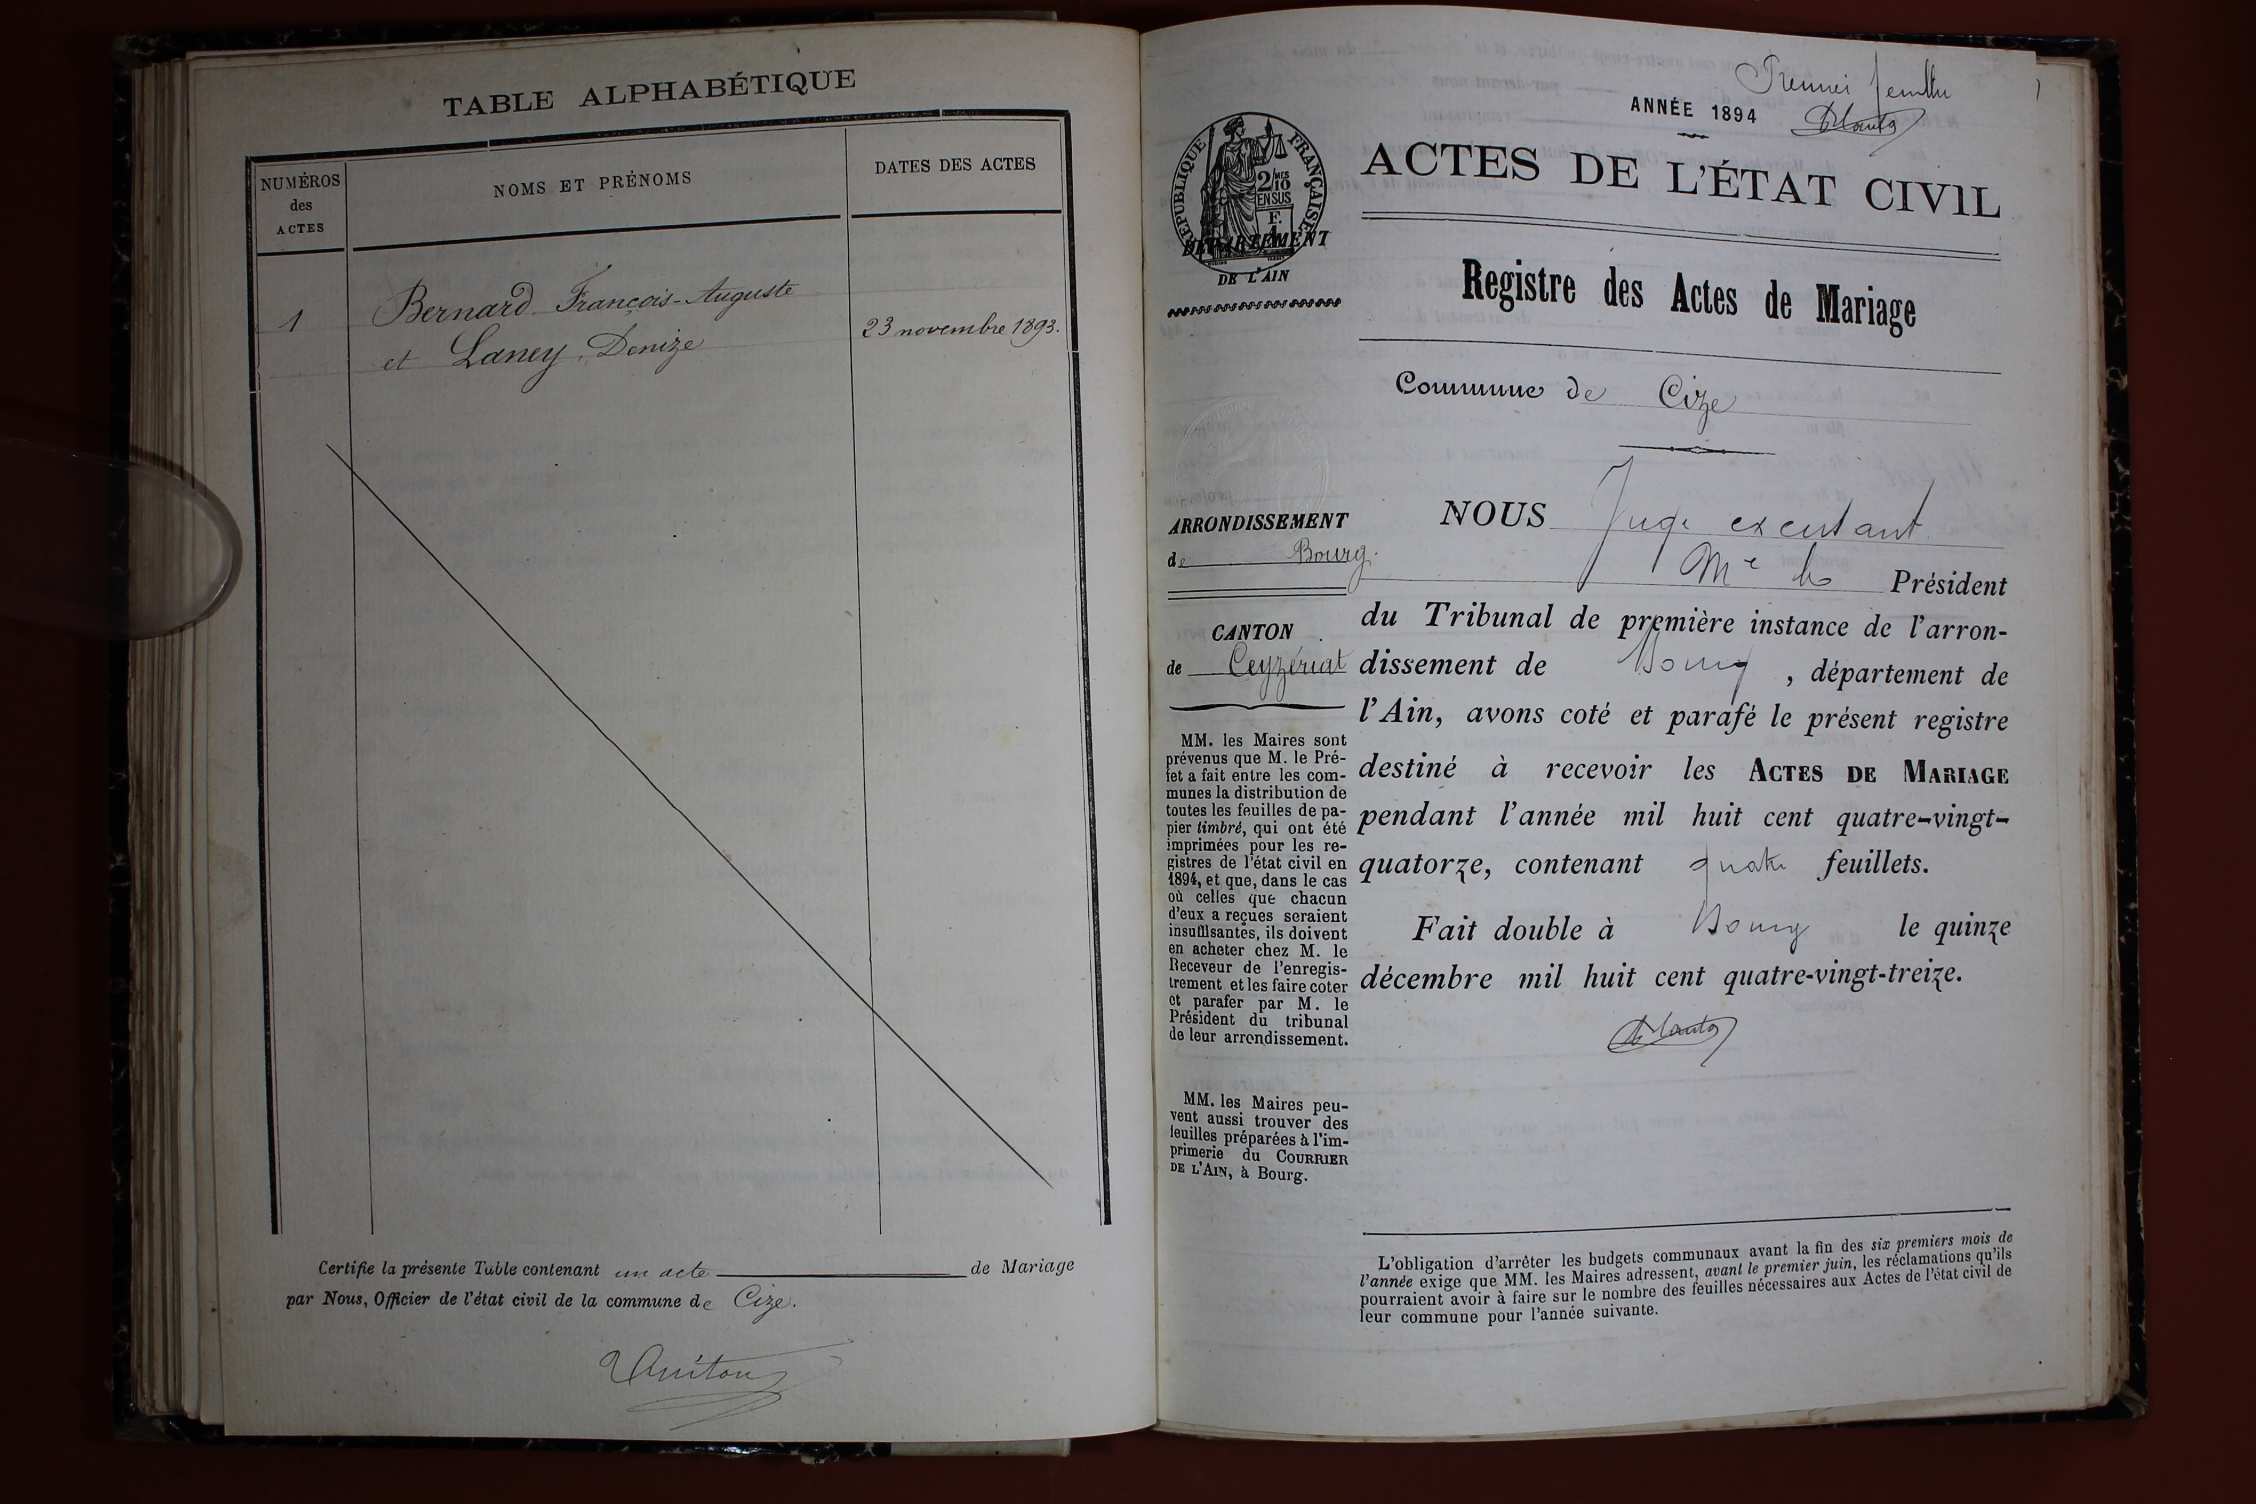 TABLE ALPHABÉTIQUE
NUMÉROS
des
ACTES
NOMS ET PRÉNOMS
DATES DES ACTES
1
Bernard François-Auguste
et Laney, Denize
23 novembre 1893.
Certifie la présente Table contenant un acte de Mariage
par Nous, Officier de l'état civil de la commune de Cize.
Premier feuillet
1
ANNÉE 1894
RÉPUBLIQUE FRANÇAISE
2/10 MES
EN SUS
F.
DÉPARTEMENT
DE L'AIN
ACTES DE L'ÉTAT CIVIL
Registre des Actes de Mariage
Commune de Cize
ARRONDISSEMENT
de Bourg.
CANTON
de Ceyzériat
MM. les Maires sont
prévenus que M. le Pré-
fet a fait entre les com-
munes la distribution de
toutes les feuilles de pa-
pier timbré, qui ont été
imprimées pour les re-
gistres de l'état civil en
1894, et que, dans le cas
où celles que chacun
d'eux a reçues seraient
insuffisantes, ils doivent
en acheter chez M. le
Receveur de l'enregis-
trement et les faire coter
et parafer par M. le
Président du tribunal
de leur arrondissement.
MM. les Maires peu-
vent aussi trouver des
feuilles préparées à l'im-
primerie du COURRIER
DE L'AIN, à Bourg.
NOUS Juge
Président
du Tribunal de première instance de l'arron-
dissement de Bourg, département de
l'Ain, avons coté et parafé le présent registre
destiné à recevoir les ACTES DE MARIAGE
pendant l'année mil huit cent quatre-vingt-
quatorze, contenant quatre feuillets.
Fait double à Bourg le quinze
décembre mil huit cent quatre-vingt-treize.
L'obligation d'arrêter les budgets communaux avant la fin des six premiers mois de
l'année exige que MM. les Maires adressent, avant le premier juin, les réclamations qu'ils
pourraient avoir à faire sur le nombre des feuilles nécessaires aux Actes de l'état civil de
leur commune pour l'année suivante.